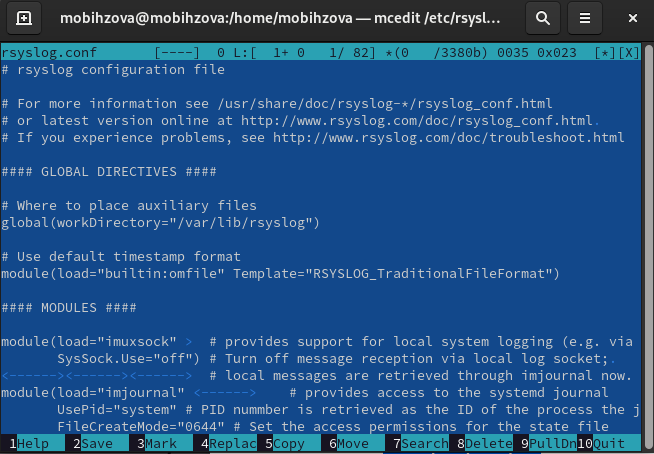 mobihzova@mobihzova:/home/mobihzova — mcedit /etc/rsysl…
rsyslog.conf [----] 0 L:[ 1+ 0 1/ 82] *(0 /3380b) 0035 0x023 [*][X]
# rsyslog configuration file
# For more information see /usr/share/doc/rsyslog-*/rsyslog_conf.html
# or latest version online at http://www.rsyslog.com/doc/rsyslog_conf.html.
# If you experience problems, see http://www.rsyslog.com/doc/troubleshoot.html
#### GLOBAL DIRECTIVES ####
# Where to place auxiliary files
global(workDirectory="/var/lib/rsyslog")
# Use default timestamp format
module(load="builtin:omfile" Template="RSYSLOG_TraditionalFileFormat")
#### MODULES ####
module(load="imuxsock" > # provides support for local system logging (e.g. via
SysSock.Use="off") # Turn off message reception via local log socket;.
<------><------><------> # local messages are retrieved through imjournal now.
module(load="imjournal" <------> # provides access to the systemd journal
UsePid="system" # PID nummber is retrieved as the ID of the process the j
FileCreateMode="0644" # Set the access permissions for the state file
1Help 2Save 3Mark 4Replac 5Copy 6Move 7Search 8Delete 9PullDn 10Quit